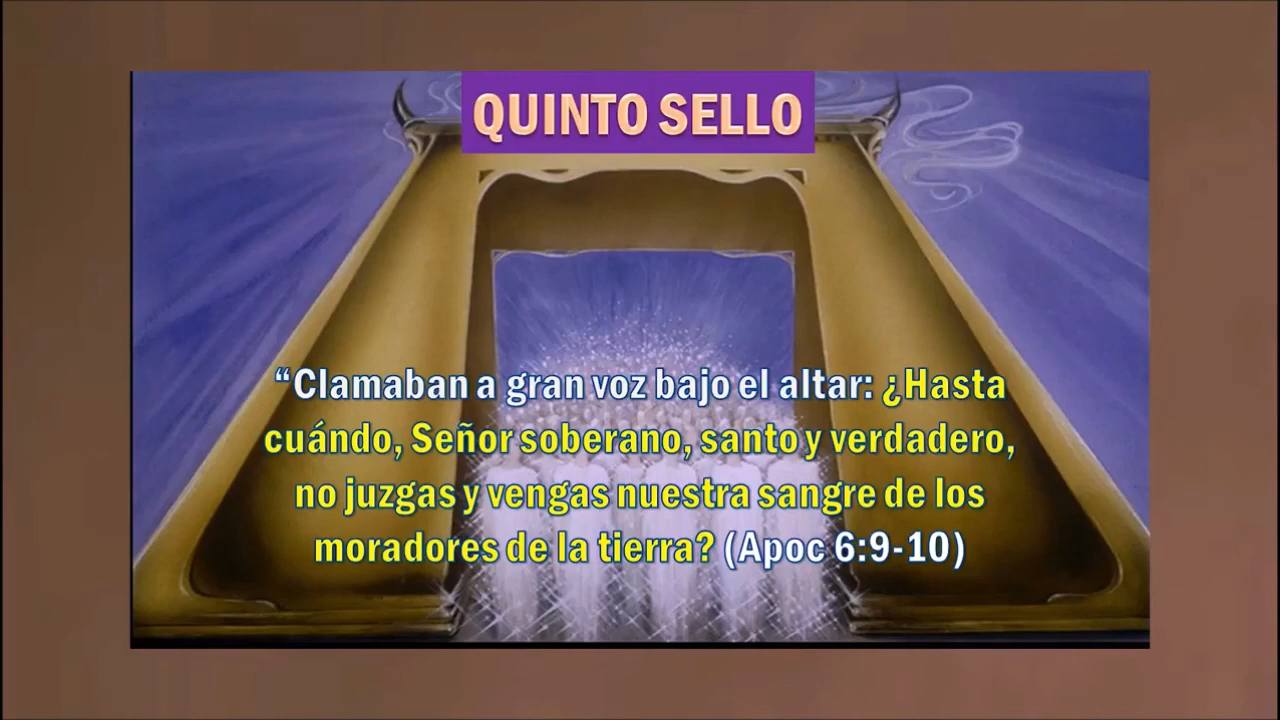 QUINTO SELLO
“Clamaban a gran voz bajo el altar: ¿Hasta
cuándo, Señor soberano, santo y verdadero,
no juzgas y vengas nuestra sangre de los
moradores de la tierra? (Apoc 6:9-10)